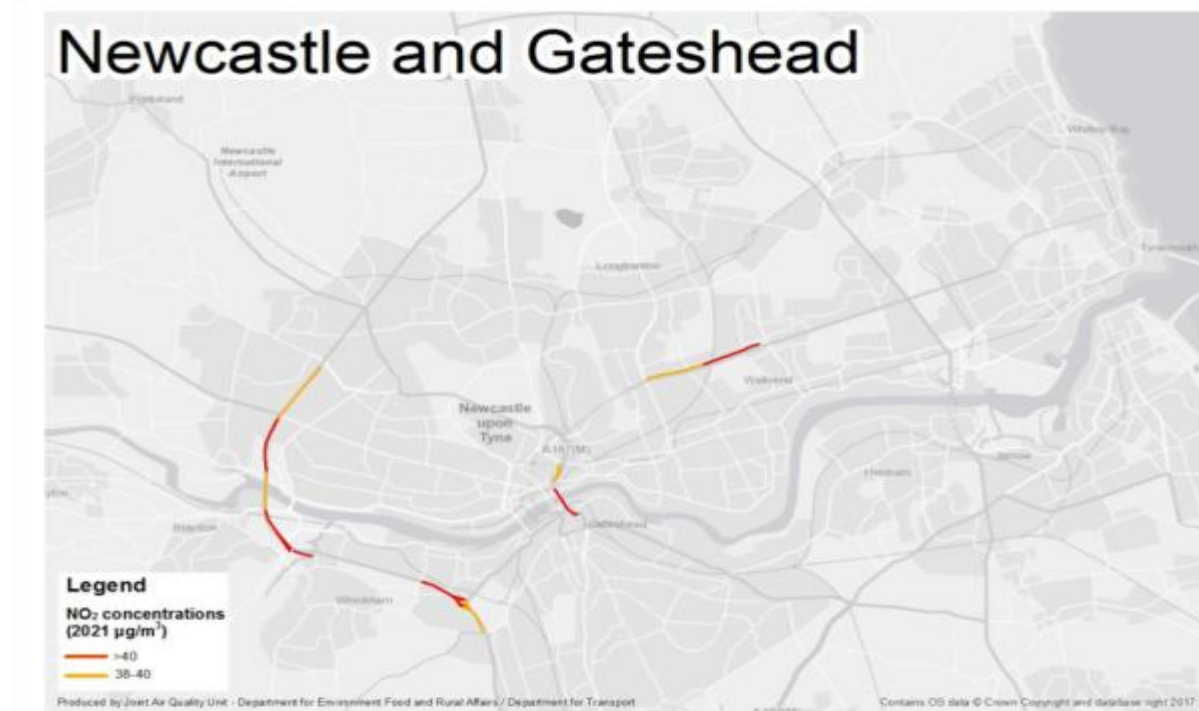 Newcastle and Gateshead
Ponteland
Whitley Bay
Newcastle
International
Airport
Tynemouth
Longbenton
Wallsend
Newcastle
upon
Tyne
A167(M)
Jarrow
Hebburn
Gateshead
Blaydon
Whickham
Legend
NO₂ concentrations
(2021 µg/m³)
>40
38-40
Produced by Joint Air Quality Unit - Department for Environment Food and Rural Affairs / Department for Transport
Contains OS data © Crown Copyright and database right 2017